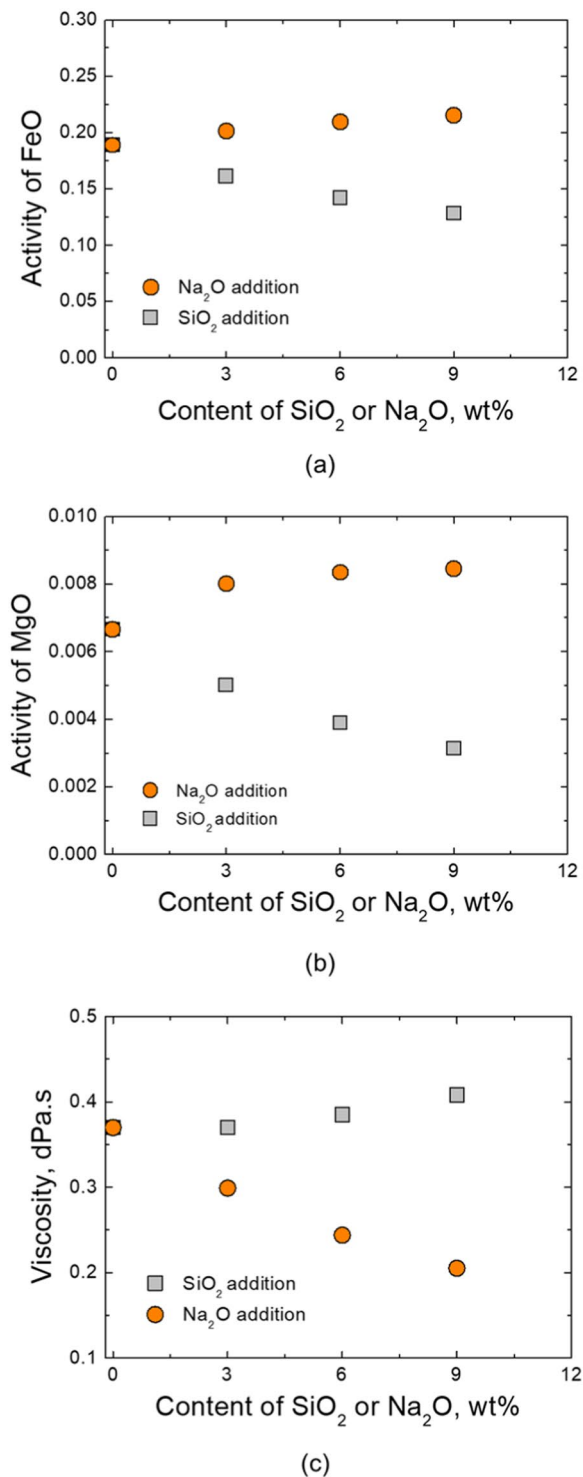 0.30
0.25
0.20
0.15
0.10
0.05
0.00
Activity of FeO
Na₂O addition
SiO₂ addition
0 3 6 9 12
Content of SiO₂ or Na₂O, wt%
(a)
0.010
0.008
0.006
0.004
0.002
0.000
Activity of MgO
Na₂O addition
SiO₂ addition
0 3 6 9 12
Content of SiO₂ or Na₂O, wt%
(b)
0.5
0.4
0.3
0.2
0.1
Viscosity, dPa.s
SiO₂ addition
Na₂O addition
0 3 6 9 12
Content of SiO₂ or Na₂O, wt%
(c)